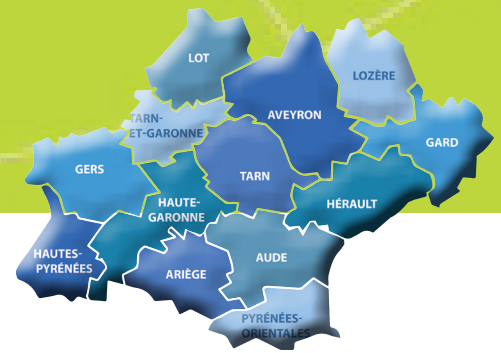 LOT
LOZÈRE
AVEYRON
TARN-
ET-GARONNE
GARD
GERS
TARN
HAUTE-
GARONNE
HÉRAULT
HAUTES-
PYRÉNÉES
AUDE
ARIÈGE
PYRÉNÉES-
ORIENTALES